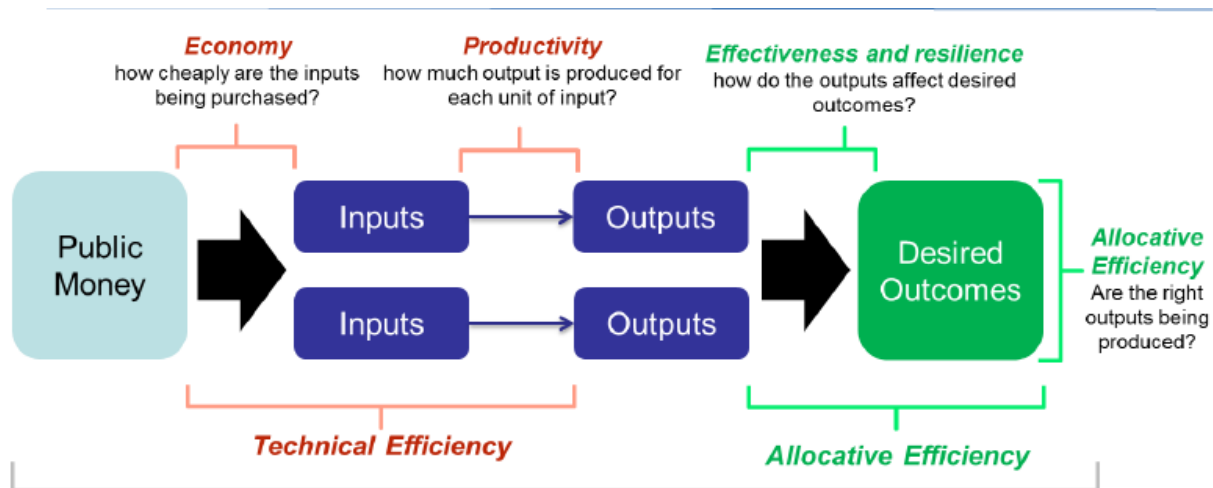 Economy
how cheaply are the inputs
being purchased?
Productivity
how much output is produced for
each unit of input?
Effectiveness and resilience
how do the outputs affect desired
outcomes?
Public
Money
Inputs
Outputs
Inputs
Outputs
Desired
Outcomes
Allocative
Efficiency
Are the right
outputs being
produced?
Technical Efficiency
Allocative Efficiency